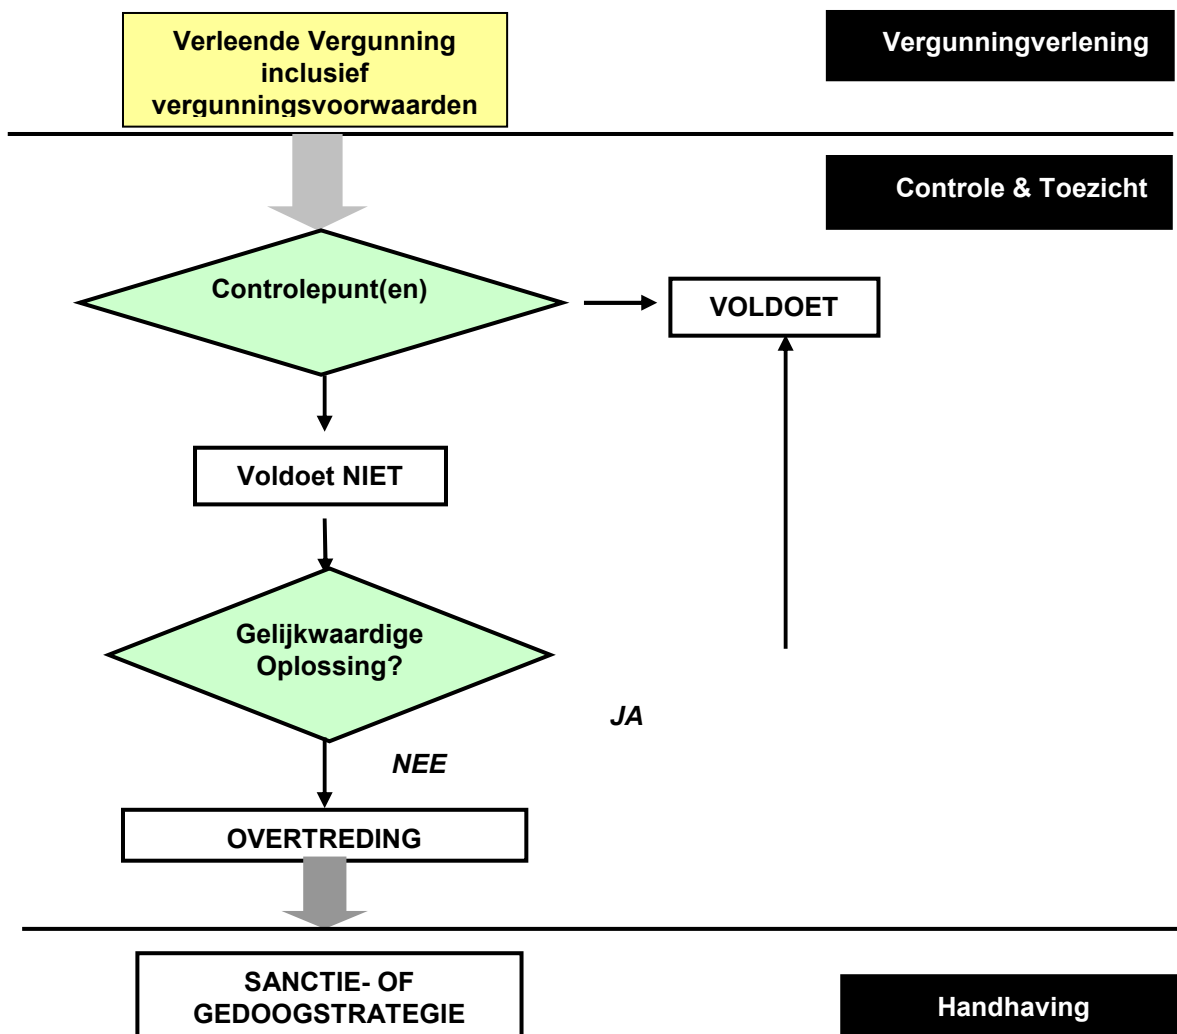 Verleende Vergunning
inclusief
vergunningsvoorwaarden
Vergunningverlening
Controle & Toezicht
Controlepunt(en)
VOLDOET
Voldoet NIET
Gelijkwaardige
Oplossing?
JA
NEE
OVERTREDING
SANCTIE- OF
GEDOOGSTRATEGIE
Handhaving